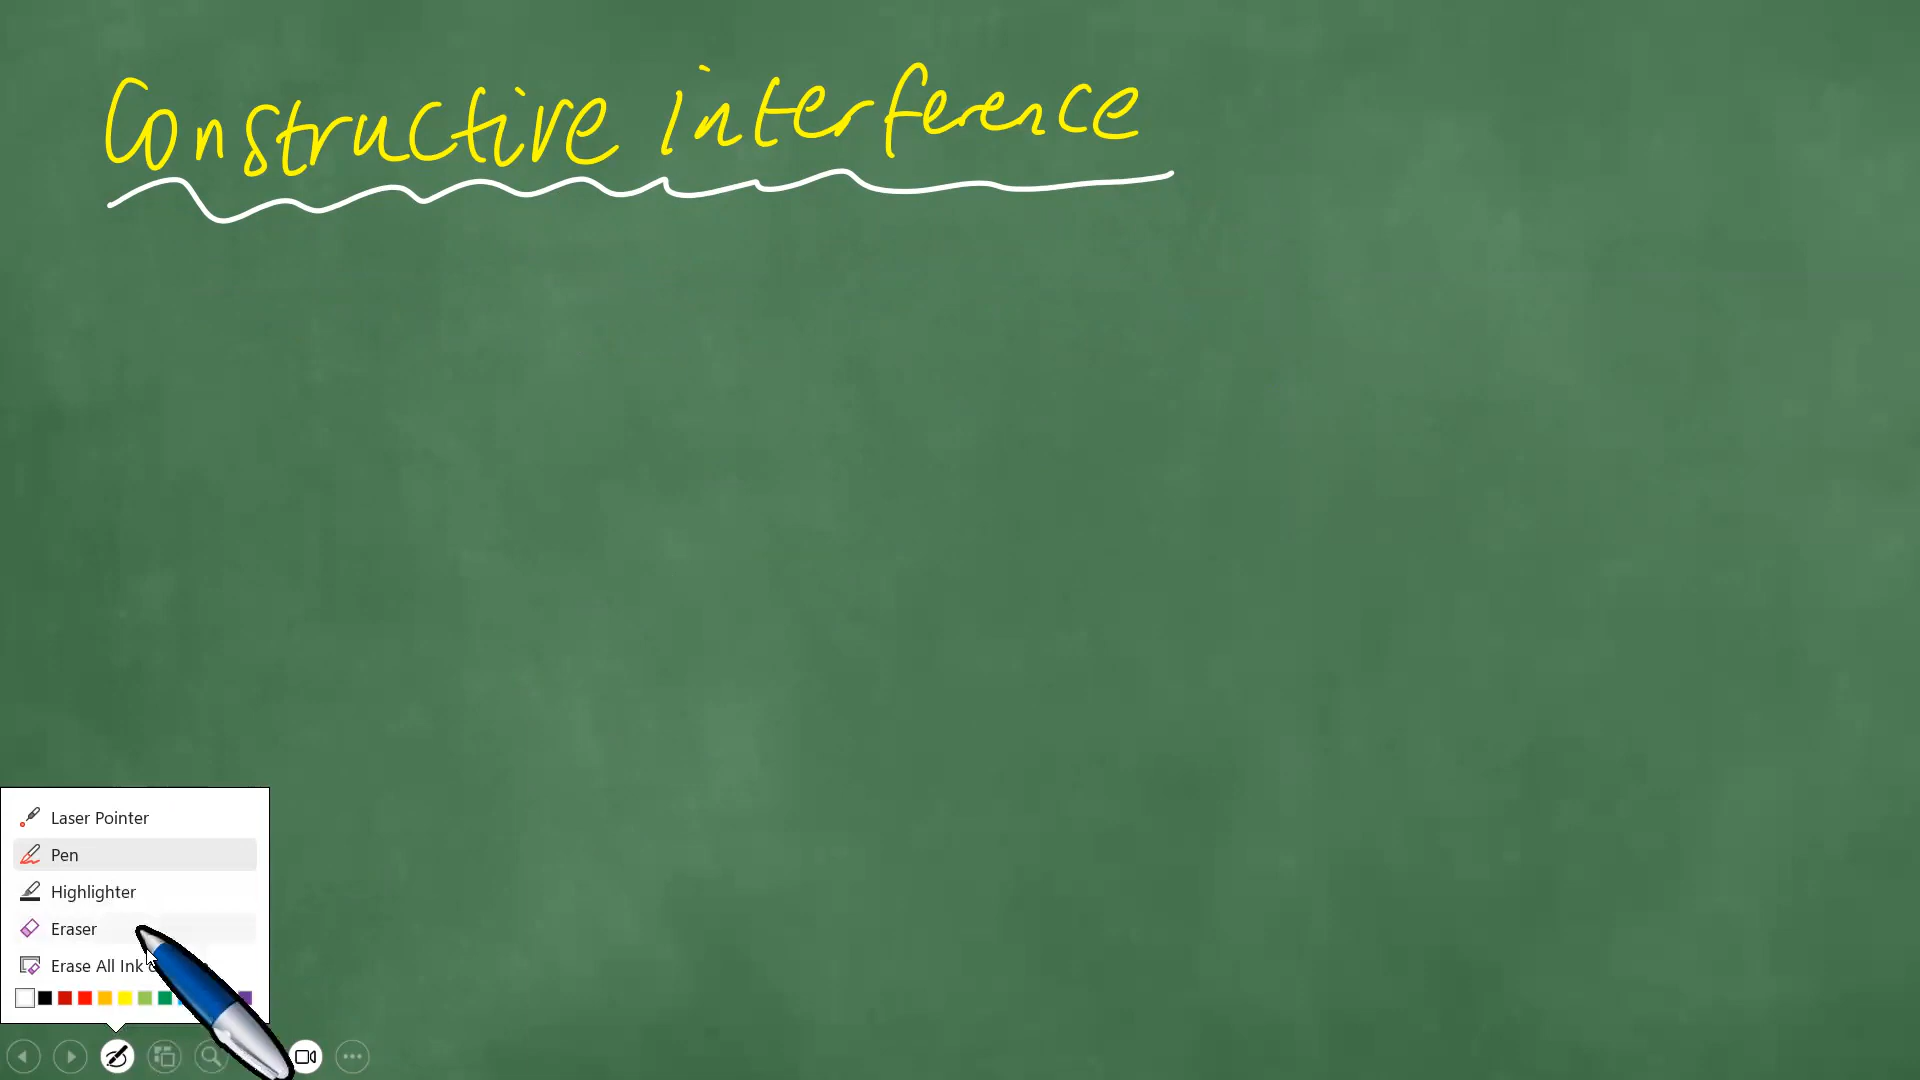 Constructive interference
Laser Pointer
Pen
Highlighter
Eraser
Erase All Ink